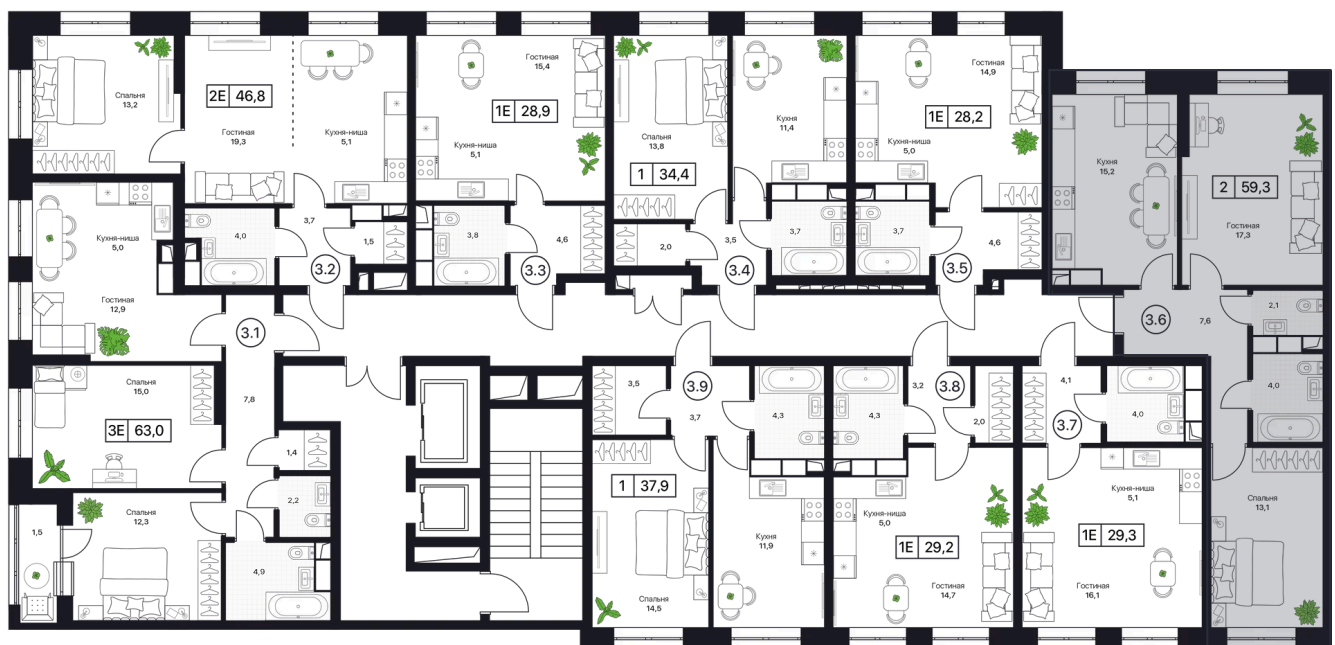 Спальня
13,2
2Е 46,8
Гостиная
19,3
Кухня-ниша
5,1
Гостиная
15,4
1Е 28,9
Кухня-ниша
5,1
Спальня
13,8
1 34,4
Кухня
11,4
Гостиная
14,9
1Е 28,2
Кухня-ниша
5,0
Кухня
15,2
2 59,3
Гостиная
17,3
Кухня-ниша
5,0
Гостиная
12,9
4,0
3,7
1,5
3.2
3,8
4,6
3.3
2,0
3,5
3.4
3,7
3,7
4,6
3.5
3.6
7,6
2,1
4,0
3.1
7,8
Спальня
15,0
3Е 63,0
1,4
2,2
Спальня
12,3
1,5
4,9
3,5
3.9
3,7
4,3
4,3
3,2
3.8
2,0
4,1
3.7
4,0
1 37,9
Спальня
14,5
Кухня
11,9
Кухня-ниша
5,0
1Е 29,2
Гостиная
14,7
Кухня-ниша
5,1
1Е 29,3
Гостиная
16,1
Спальня
13,1